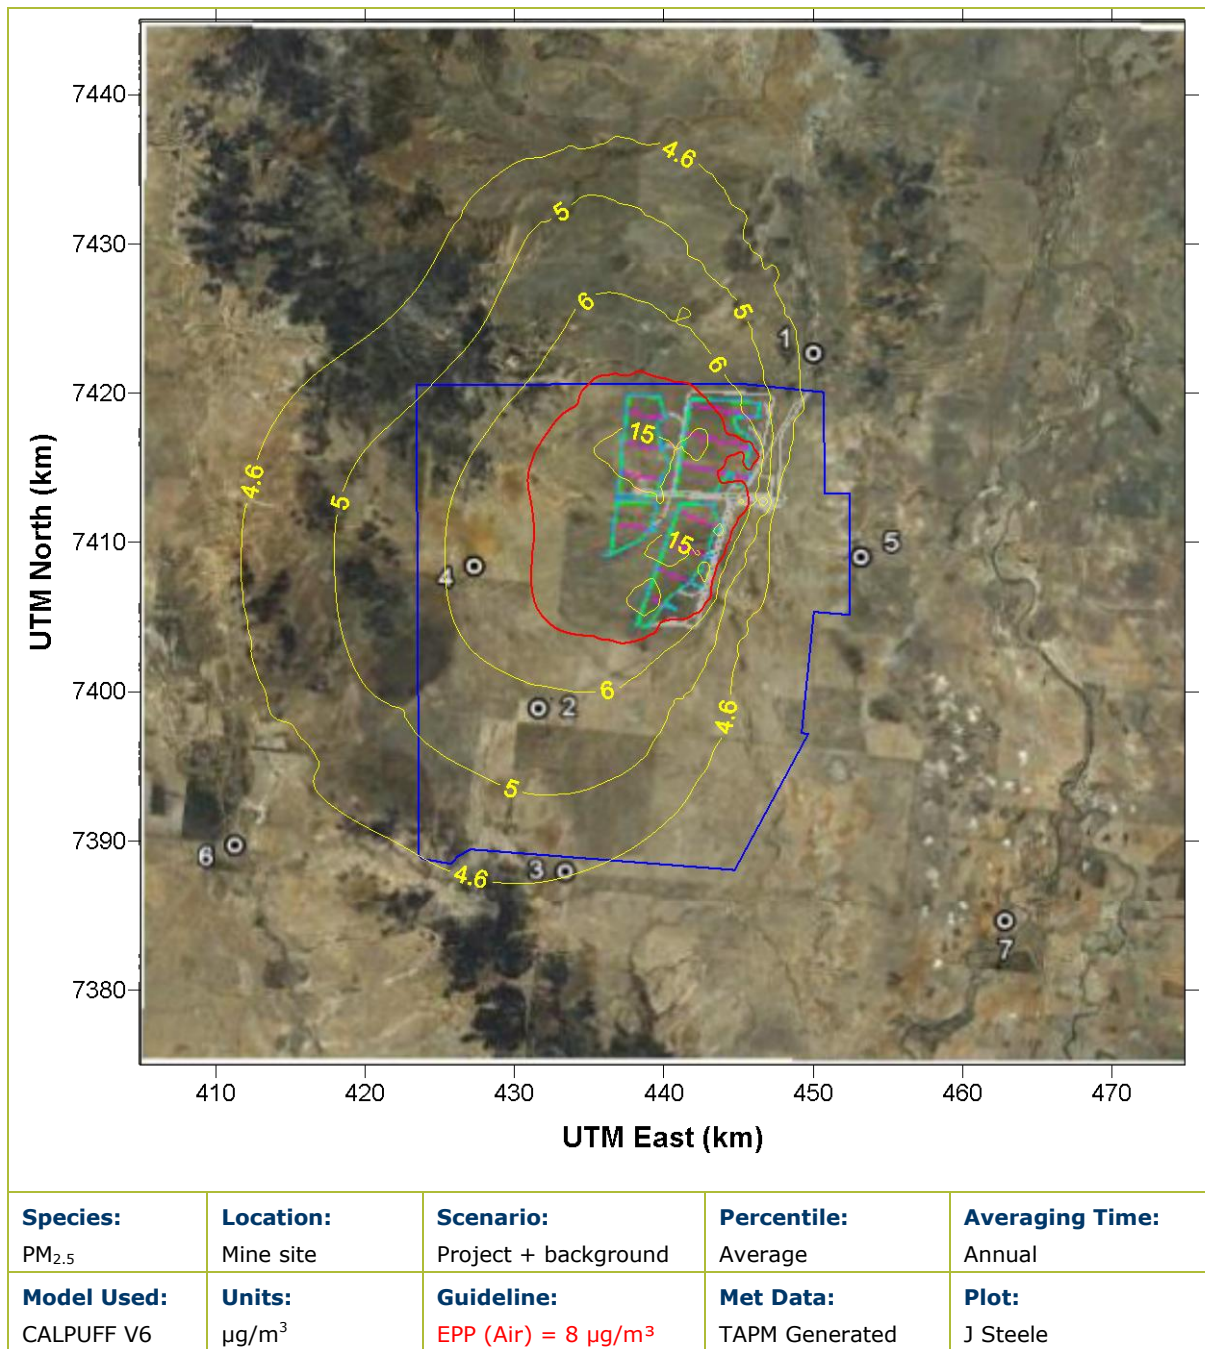 7440
7430
7420
7410
7400
7390
7380
UTM North (km)
4.6
5
6
5
1
6
15
4.6
5
15
5
4
6
2
4.6
5
6
4.6
3
7
410
420
430
440
450
460
470
UTM East (km)
Species:
PM2.5
Location:
Mine site
Scenario:
Project + background
Percentile:
Average
Averaging Time:
Annual
Model Used:
CALPUFF V6
Units:
µg/m³
Guideline:
EPP (Air) = 8 µg/m³
Met Data:
TAPM Generated
Plot:
J Steele